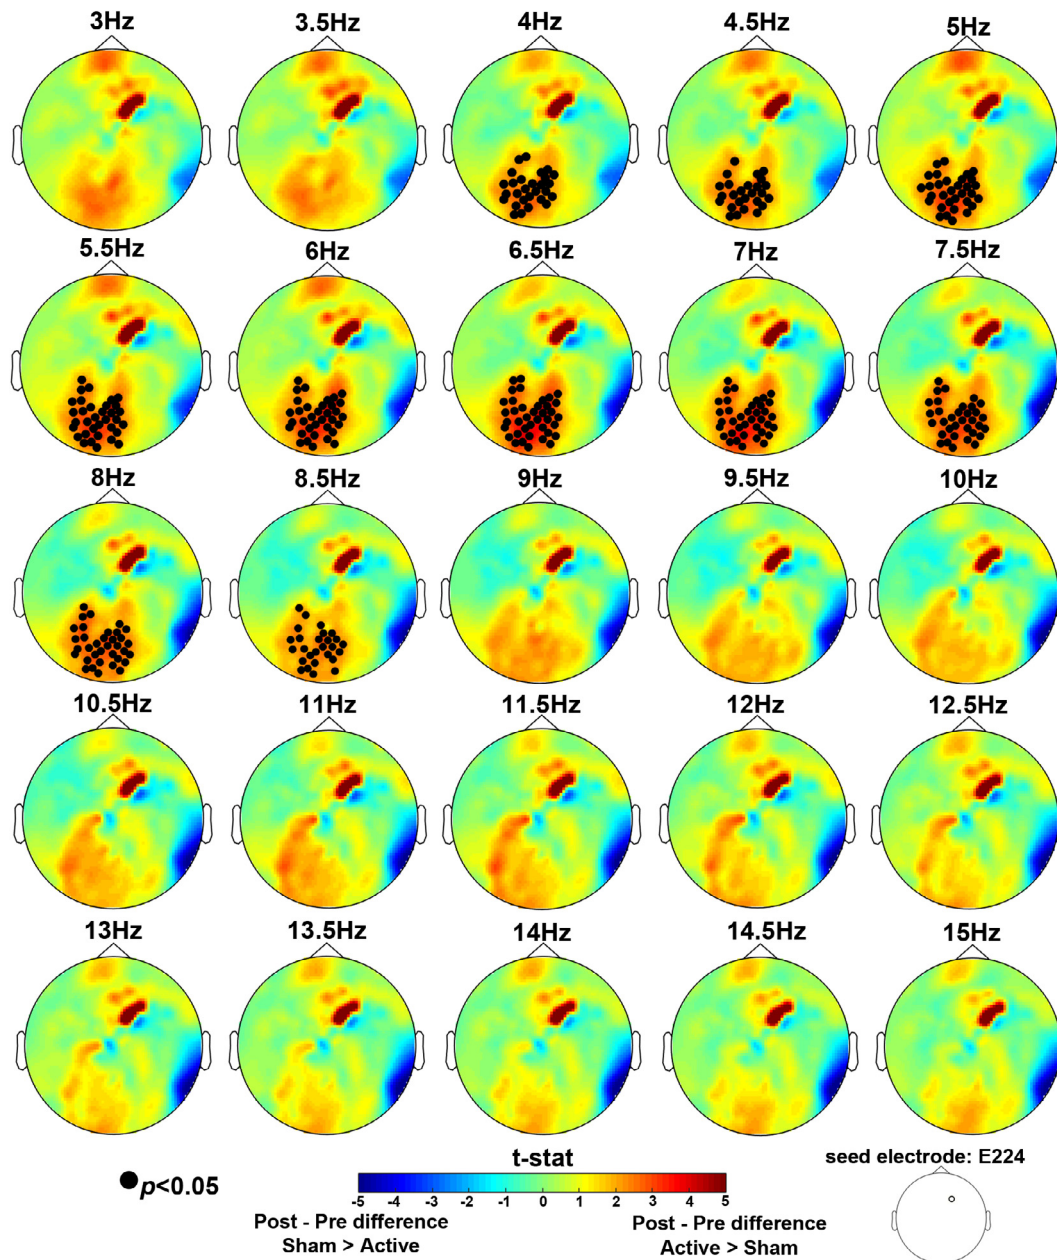 3Hz 3.5Hz 4Hz 4.5Hz 5Hz
5.5Hz 6Hz 6.5Hz 7Hz 7.5Hz
8Hz 8.5Hz 9Hz 9.5Hz 10Hz
10.5Hz 11Hz 11.5Hz 12Hz 12.5Hz
13Hz 13.5Hz 14Hz 14.5Hz 15Hz
p<0.05
t-stat
-5 -4 -3 -2 -1 0 1 2 3 4 5
Post - Pre difference
Sham > Active
Post - Pre difference
Active > Sham
seed electrode: E224